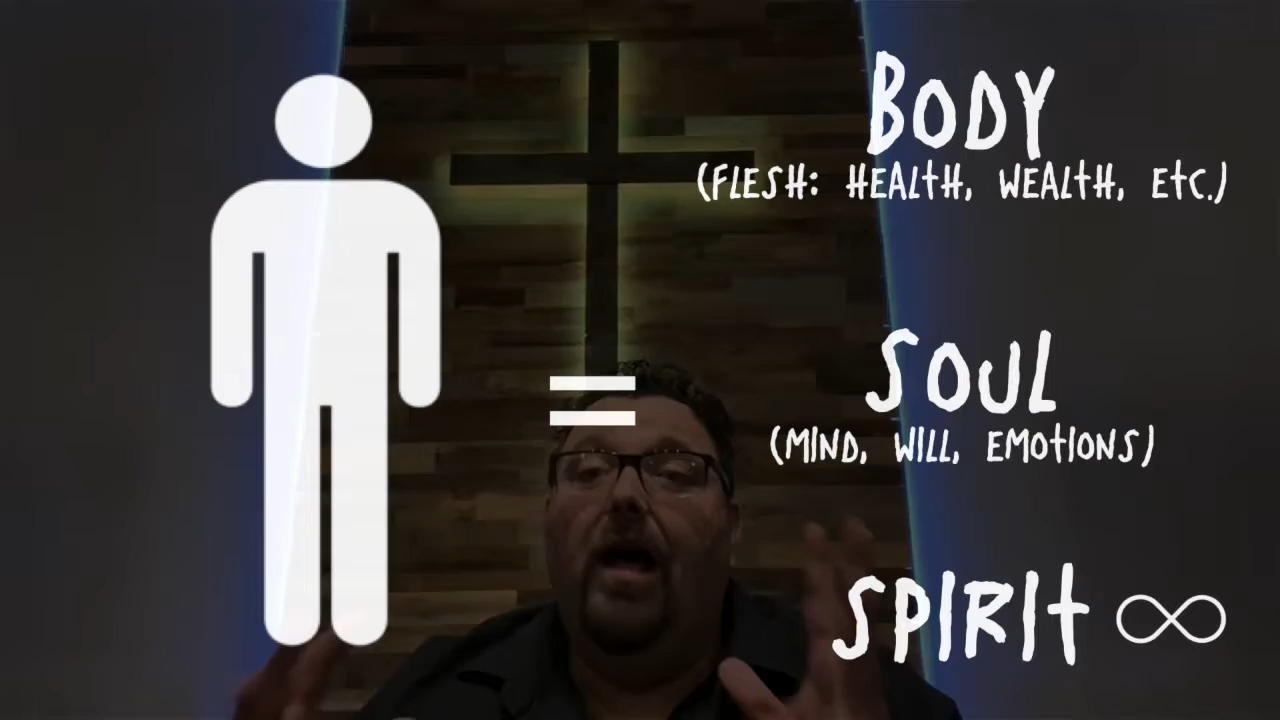 BODY
(FLESH: HEALTH, WEALTH, ETC.)
=
SOUL
(MIND, WILL, EMOTIONS)
SPIRIT ∞